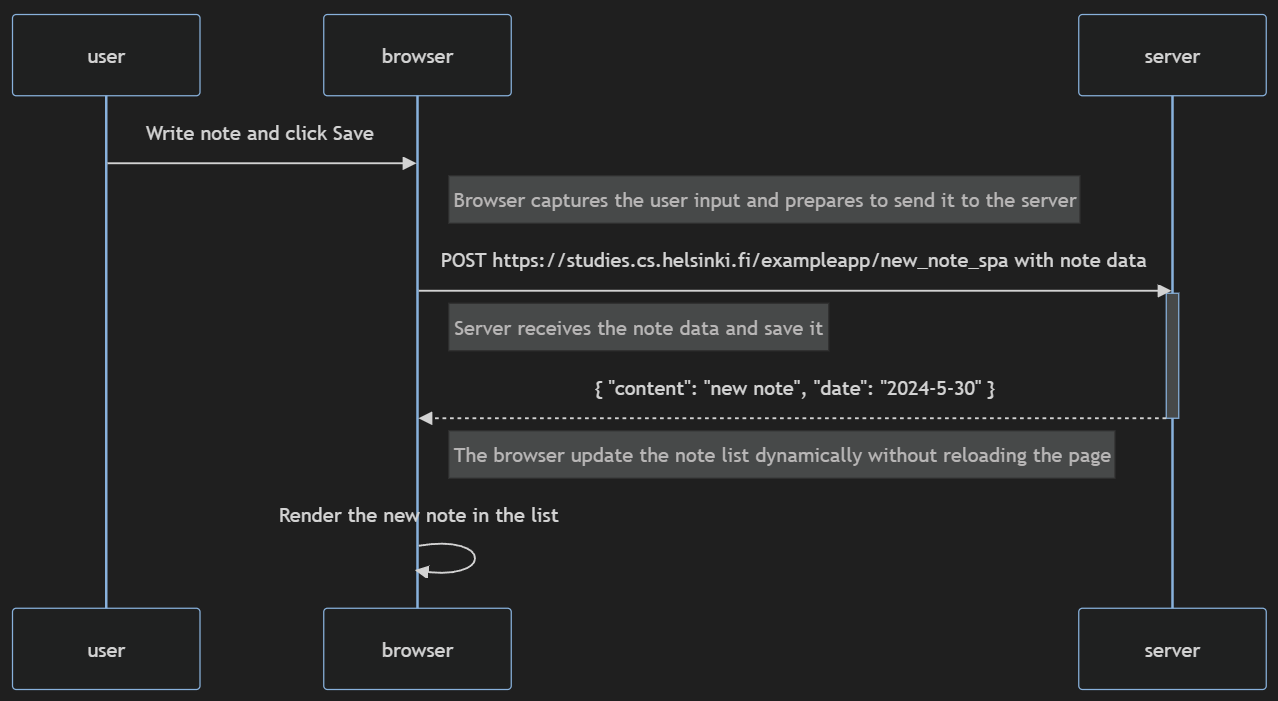 user
browser
server
Write note and click Save
Browser captures the user input and prepares to send it to the server
POST https://studies.cs.helsinki.fi/exampleapp/new_note_spa with note data
Server receives the note data and save it
{ "content": "new note", "date": "2024-5-30" }
The browser update the note list dynamically without reloading the page
Render the new note in the list
user
browser
server